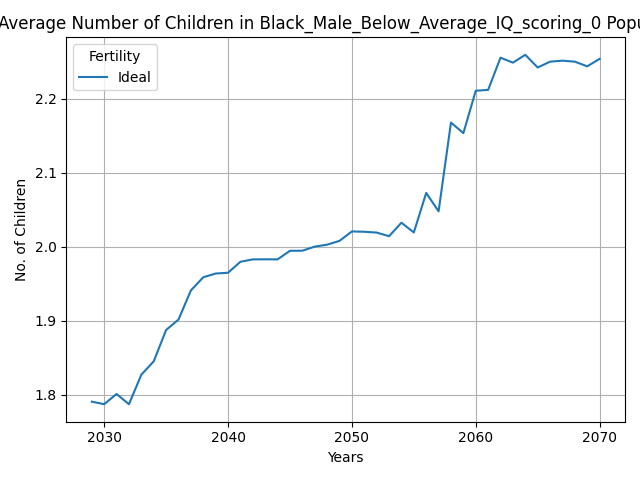 Average Number of Children in Black_Male_Below_Average_IQ_scoring_0
Fertility
Ideal
2.2
2.1
2.0
1.9
1.8
No. of Children
2030 2040 2050 2060 2070
Years